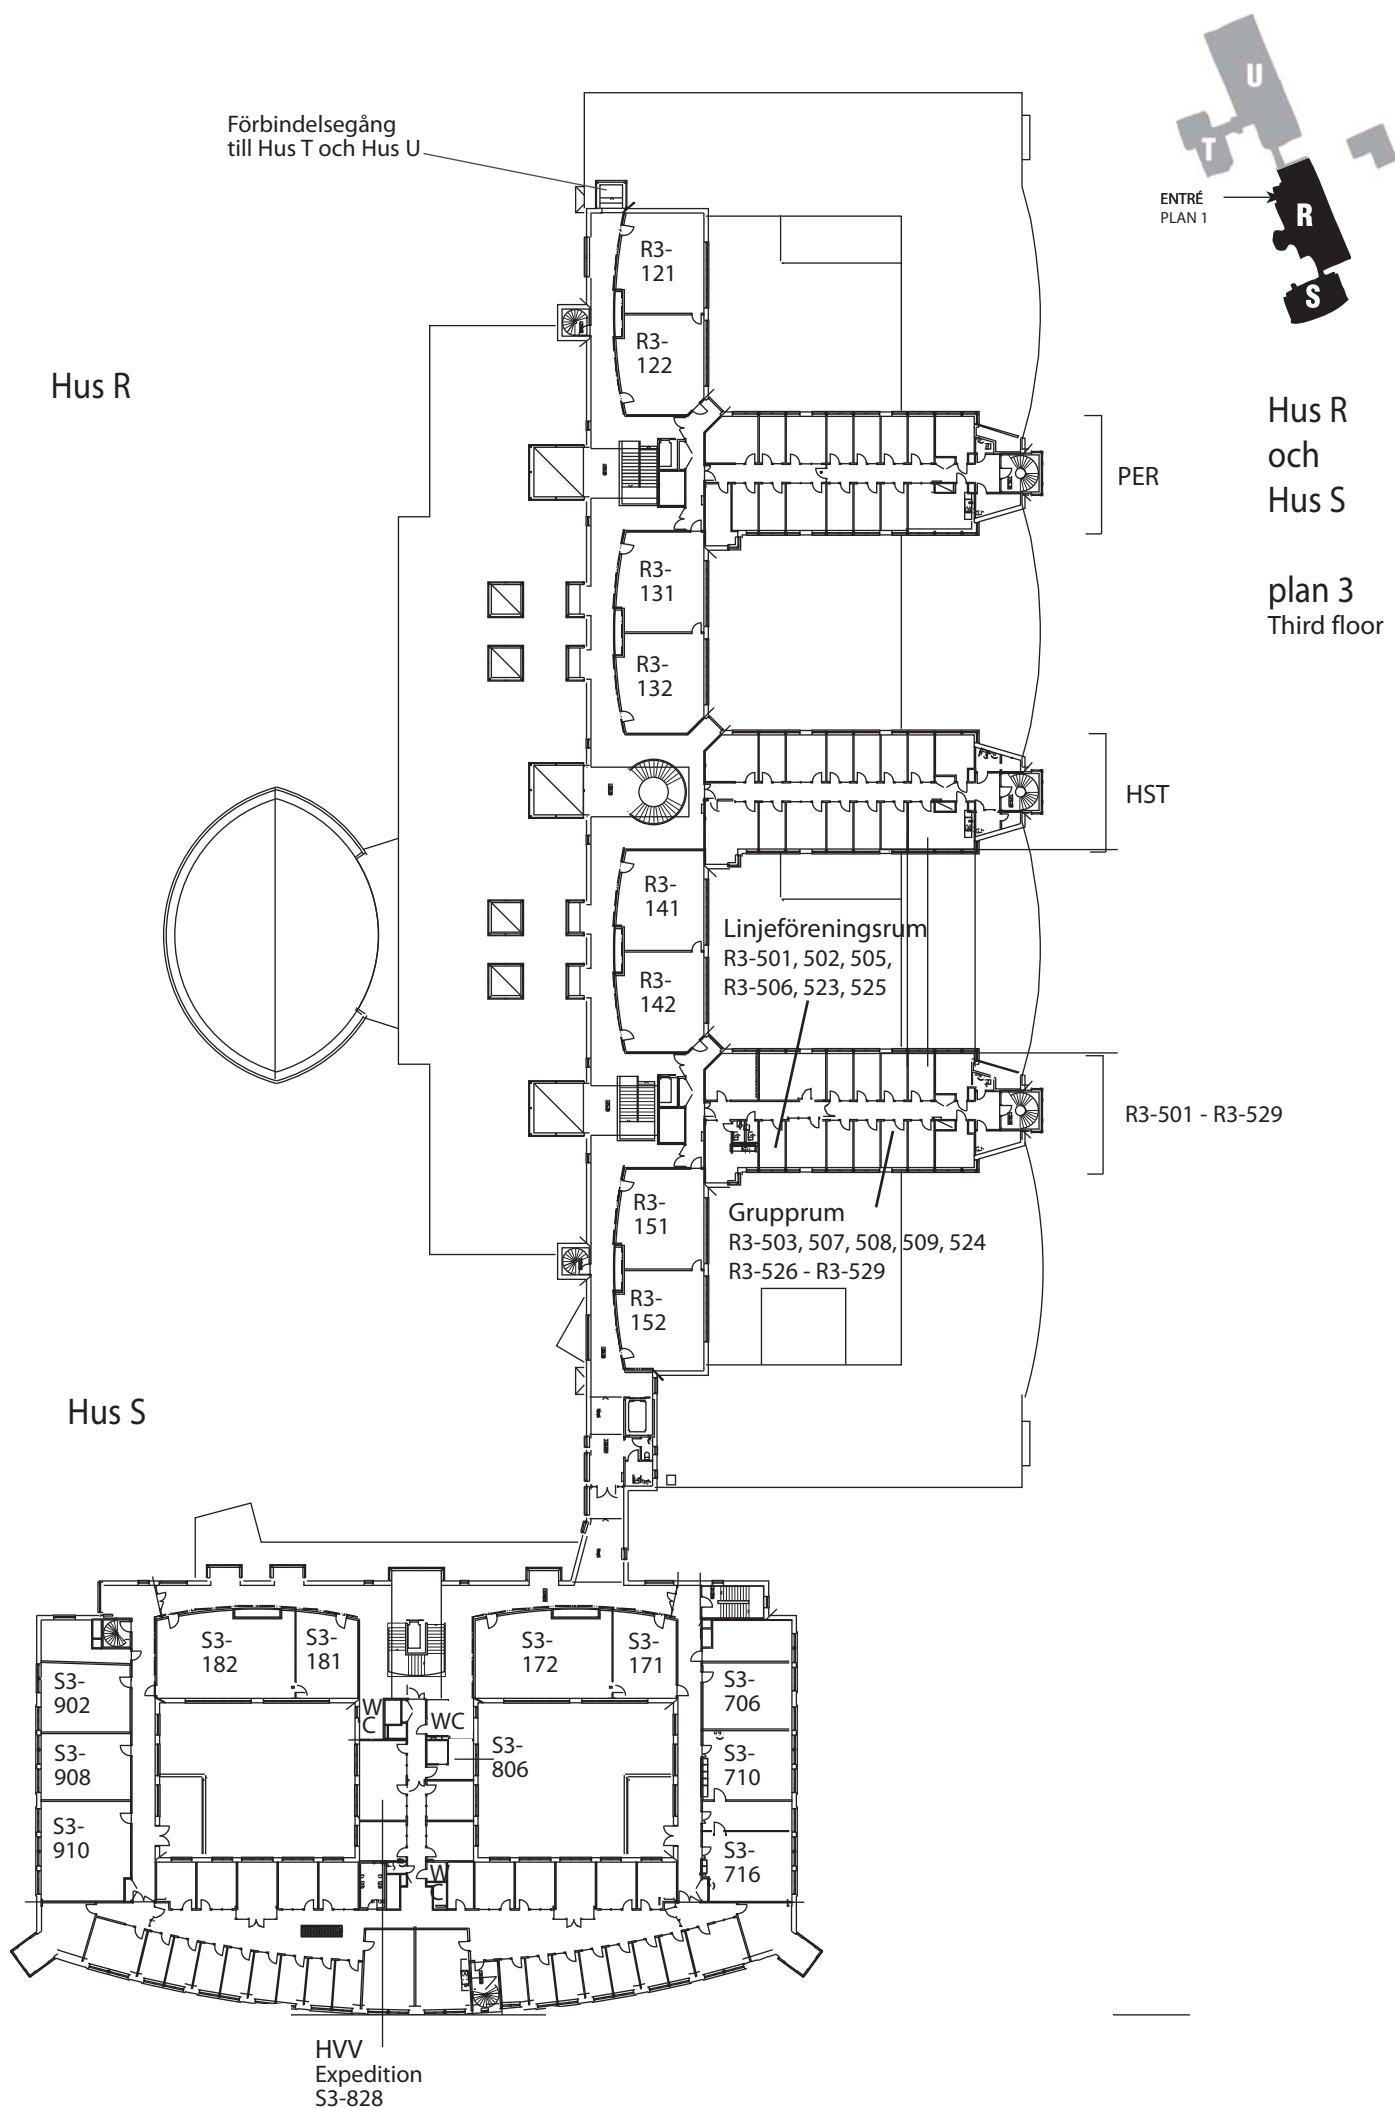 Förbindelsegång
till Hus T och Hus U
U
T
ENTRÉ
PLAN 1
R
S
Hus R
Hus R
och
Hus S
plan 3
Third floor
R3-
121
R3-
122
PER
R3-
131
R3-
132
HST
R3-
141
R3-
142
Linjeföreningsrum
R3-501, 502, 505,
R3-506, 523, 525
R3-501 - R3-529
Grupprum
R3-503, 507, 508, 509, 524
R3-526 - R3-529
R3-
151
R3-
152
Hus S
S3-
182
S3-
181
S3-
172
S3-
171
S3-
902
S3-
908
S3-
910
W
C
WC
S3-
806
S3-
706
S3-
710
S3-
716
W
C
HVV
Expedition
S3-828